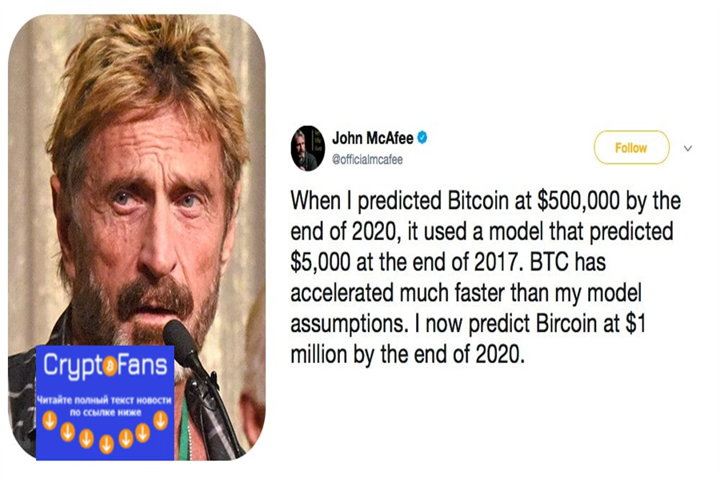 John McAfee
@officialmcafee
Follow
When I predicted Bitcoin at $500,000 by the
end of 2020, it used a model that predicted
$5,000 at the end of 2017. BTC has
accelerated much faster than my model
assumptions. I now predict Bircoin at $1
million by the end of 2020.
CryptoFans
Читайте полный текст новости
по ссылке ниже